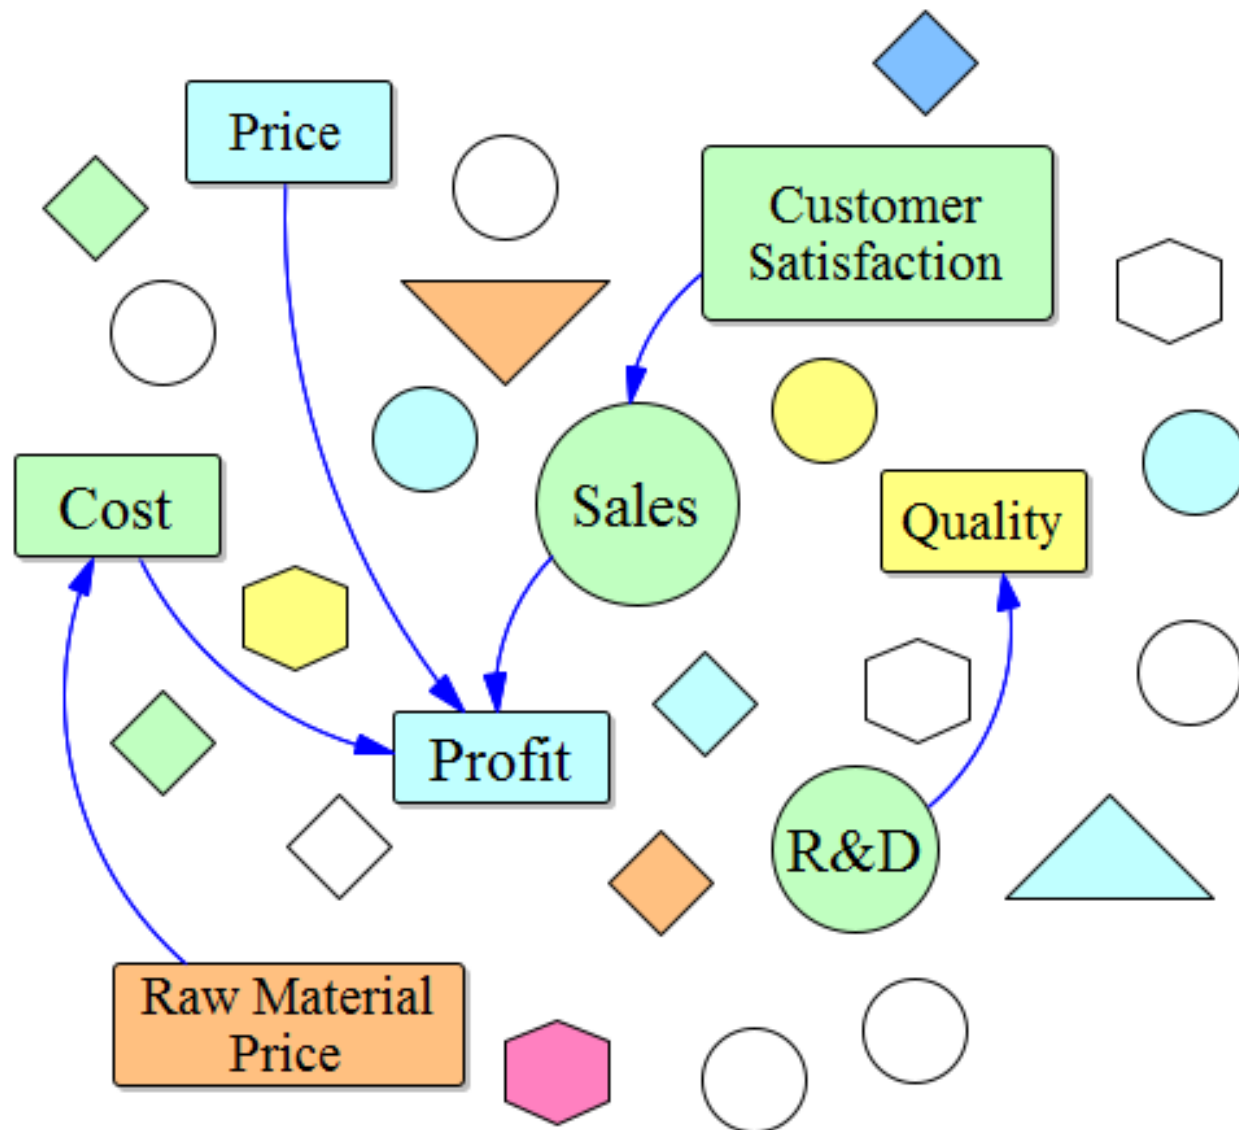 Price
Customer
Satisfaction
Cost
Sales
Quality
Profit
R&D
Raw Material
Price